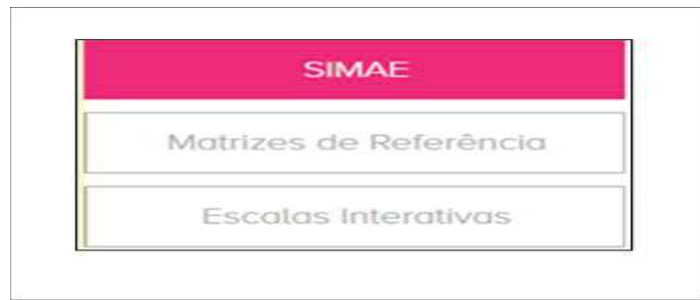 SIMAE
Matrizes de Referência
Escalas Interativas